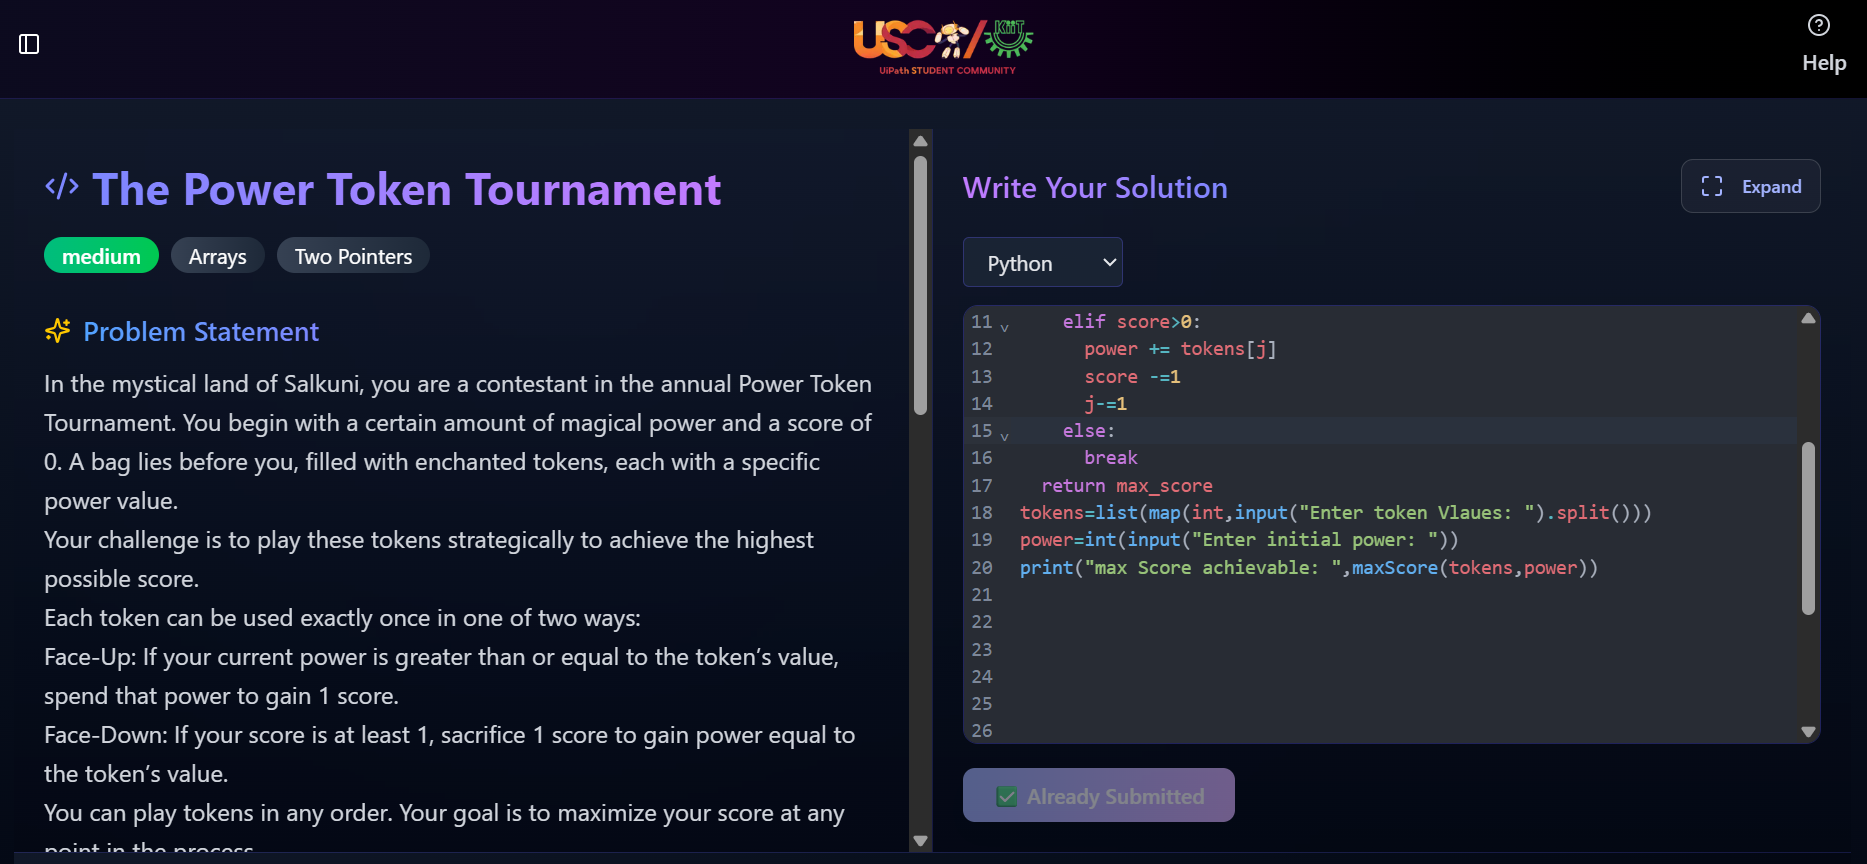 USC/KIIT
UiPath STUDENT COMMUNITY
Help
</> The Power Token Tournament
medium
Arrays
Two Pointers
Problem Statement
In the mystical land of Salkuni, you are a contestant in the annual Power Token
Tournament. You begin with a certain amount of magical power and a score of
0. A bag lies before you, filled with enchanted tokens, each with a specific
power value.
Your challenge is to play these tokens strategically to achieve the highest
possible score.
Each token can be used exactly once in one of two ways:
Face-Up: If your current power is greater than or equal to the token’s value,
spend that power to gain 1 score.
Face-Down: If your score is at least 1, sacrifice 1 score to gain power equal to
the token’s value.
You can play tokens in any order. Your goal is to maximize your score at any
point in the process.
Write Your Solution
Expand
Python
11 elif score>0:
12 power += tokens[j]
13 score -=1
14 j-=1
15 else:
16 break
17 return max_score
18 tokens=list(map(int,input("Enter token Vlaues: ").split()))
19 power=int(input("Enter initial power: "))
20 print("max Score achievable: ",maxScore(tokens,power))
21
22
23
24
25
26
Already Submitted